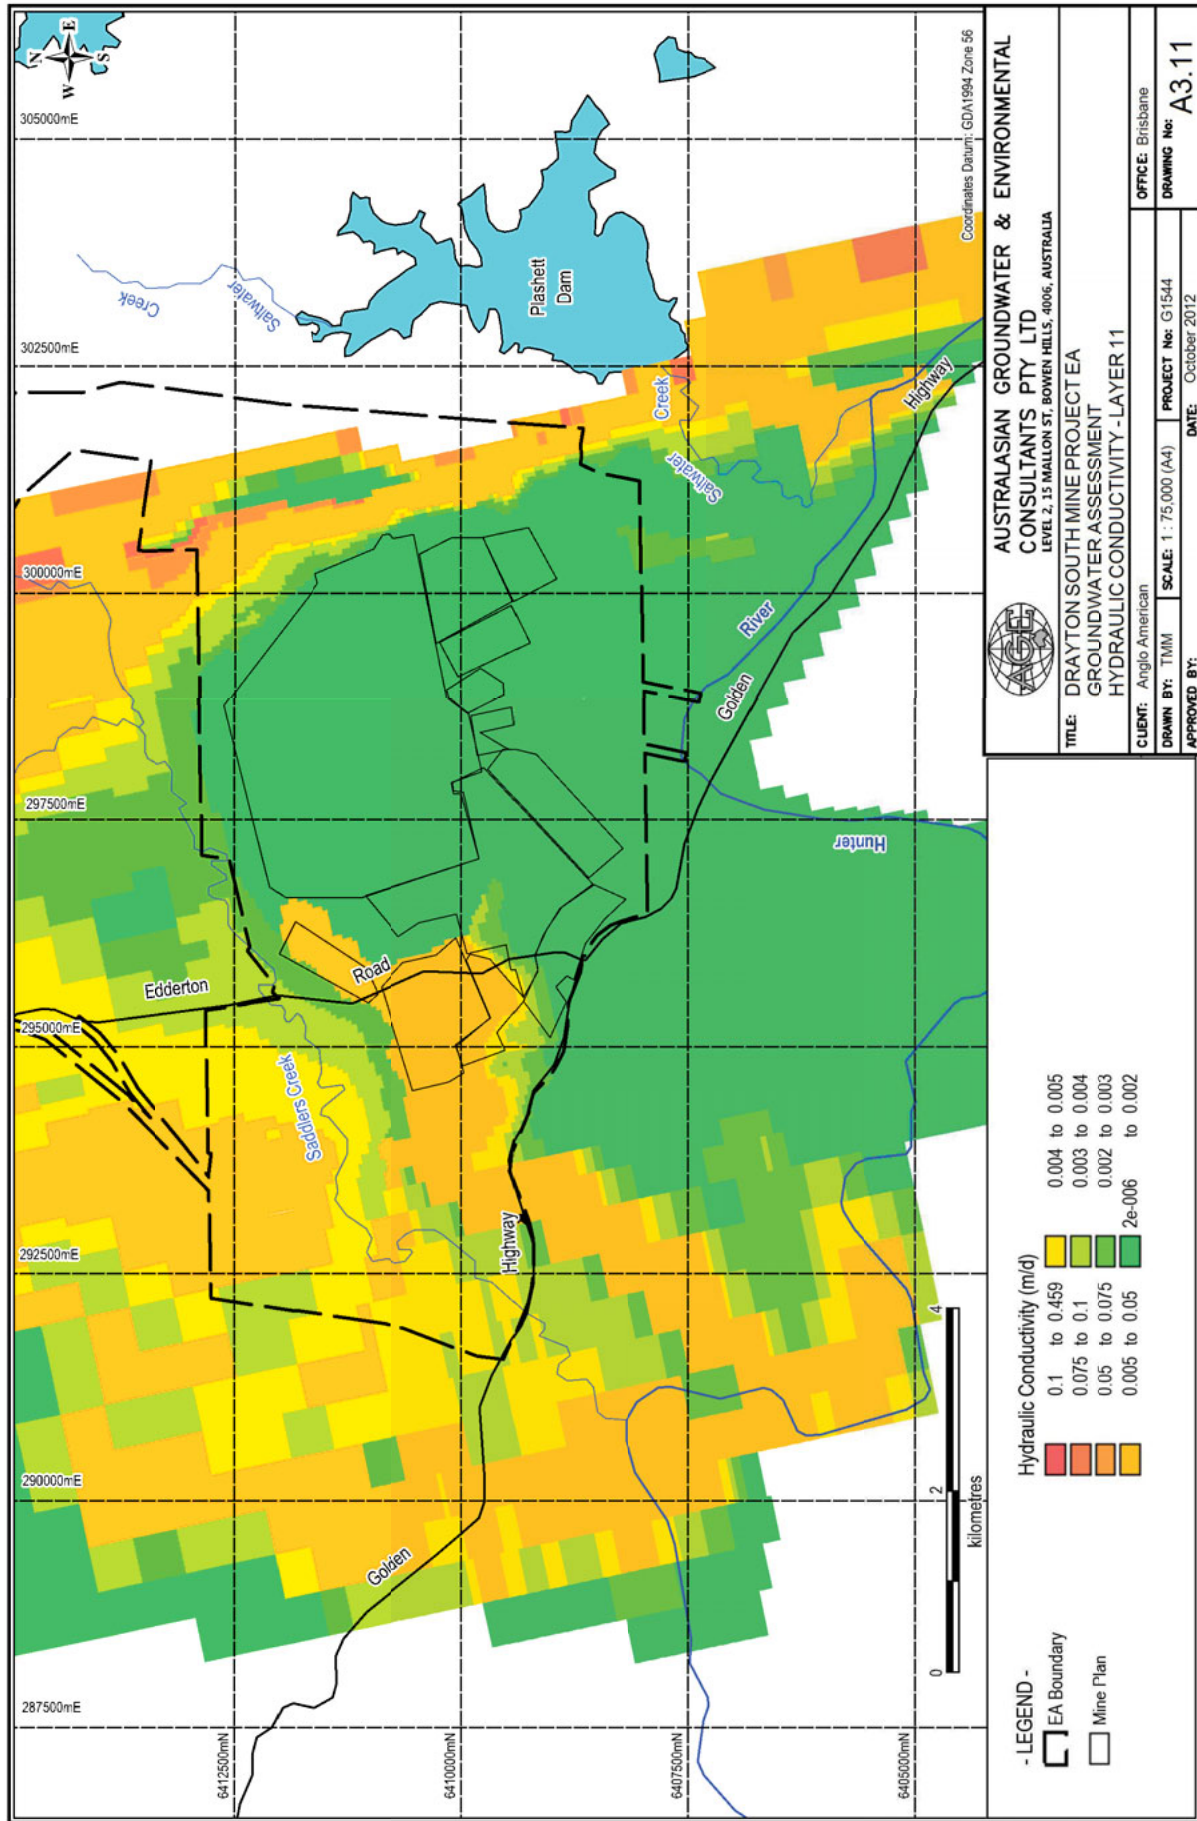 N
E
S
W
287500mE
290000mE
292500mE
295000mE
297500mE
300000mE
302500mE
305000mE
6412500mN
6410000mN
6407500mN
6405000mN
Edderton
Road
Saddlers Creek
Saltwater
Creek
Plashett
Dam
Saltwater
Creek
Golden
Highway
Golden
Highway
Hunter
River
Coordinates Datum: GDA1994 Zone 56
0
2
4
kilometres
- LEGEND -
EA Boundary
Mine Plan
Hydraulic Conductivity (m/d)
0.1 to 0.459
0.075 to 0.1
0.05 to 0.075
0.005 to 0.05
0.004 to 0.005
0.003 to 0.004
0.002 to 0.003
2e-006 to 0.002
AGE
AUSTRALASIAN GROUNDWATER & ENVIRONMENTAL
CONSULTANTS PTY LTD
LEVEL 2, 15 MALLON ST, BOWEN HILLS, 4006, AUSTRALIA
TITLE: DRAYTON SOUTH MINE PROJECT EA
GROUNDWATER ASSESSMENT
HYDRAULIC CONDUCTIVITY - LAYER 11
CLIENT: Anglo American
OFFICE: Brisbane
DRAWN BY: TMM
SCALE: 1 : 75,000 (A4)
PROJECT No: G1544
DRAWING No:
A3.11
APPROVED BY:
DATE: October 2012